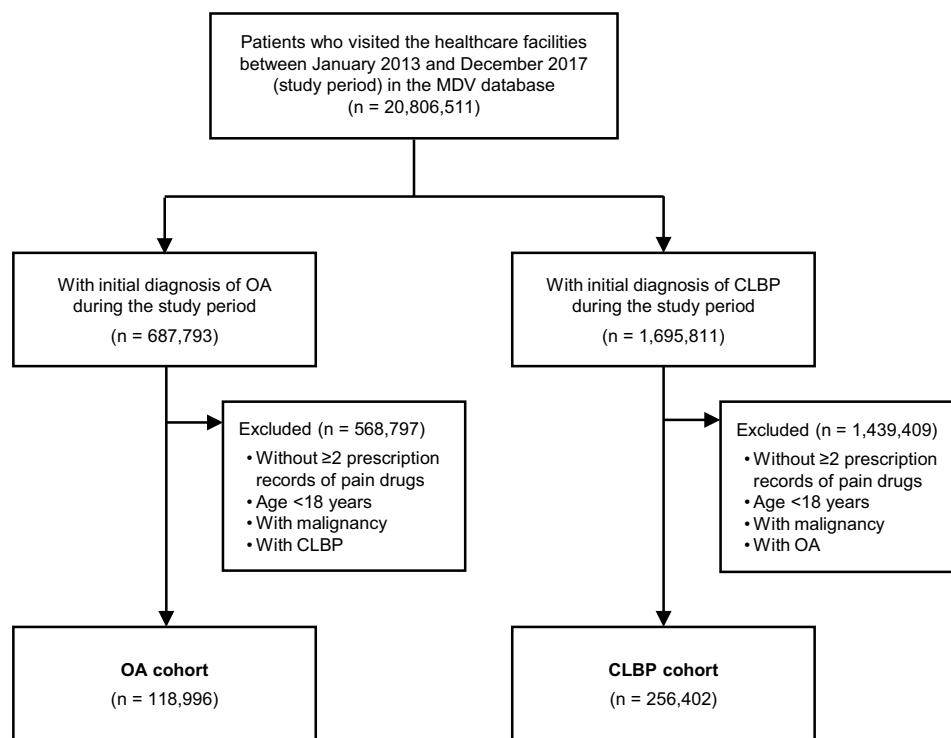 Patients who visited the healthcare facilities
between January 2013 and December 2017
(study period) in the MDV database
(n = 20,806,511)
With initial diagnosis of OA
during the study period
(n = 687,793)
With initial diagnosis of CLBP
during the study period
(n = 1,695,811)
Excluded (n = 568,797)
• Without ≥2 prescription
records of pain drugs
• Age <18 years
• With malignancy
• With CLBP
Excluded (n = 1,439,409)
• Without ≥2 prescription
records of pain drugs
• Age <18 years
• With malignancy
• With OA
OA cohort
(n = 118,996)
CLBP cohort
(n = 256,402)